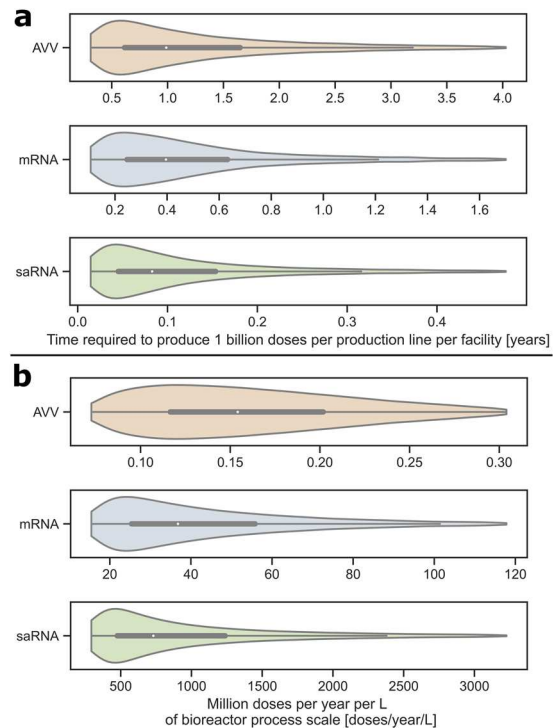 a
AVV
0.5 1.0 1.5 2.0 2.5 3.0 3.5 4.0
mRNA
0.2 0.4 0.6 0.8 1.0 1.2 1.4 1.6
saRNA
0.0 0.1 0.2 0.3 0.4
Time required to produce 1 billion doses per production line per facility [years]
b
AVV
0.10 0.15 0.20 0.25 0.30
mRNA
20 40 60 80 100 120
saRNA
500 1000 1500 2000 2500 3000
Million doses per year per L
of bioreactor process scale [doses/year/L]